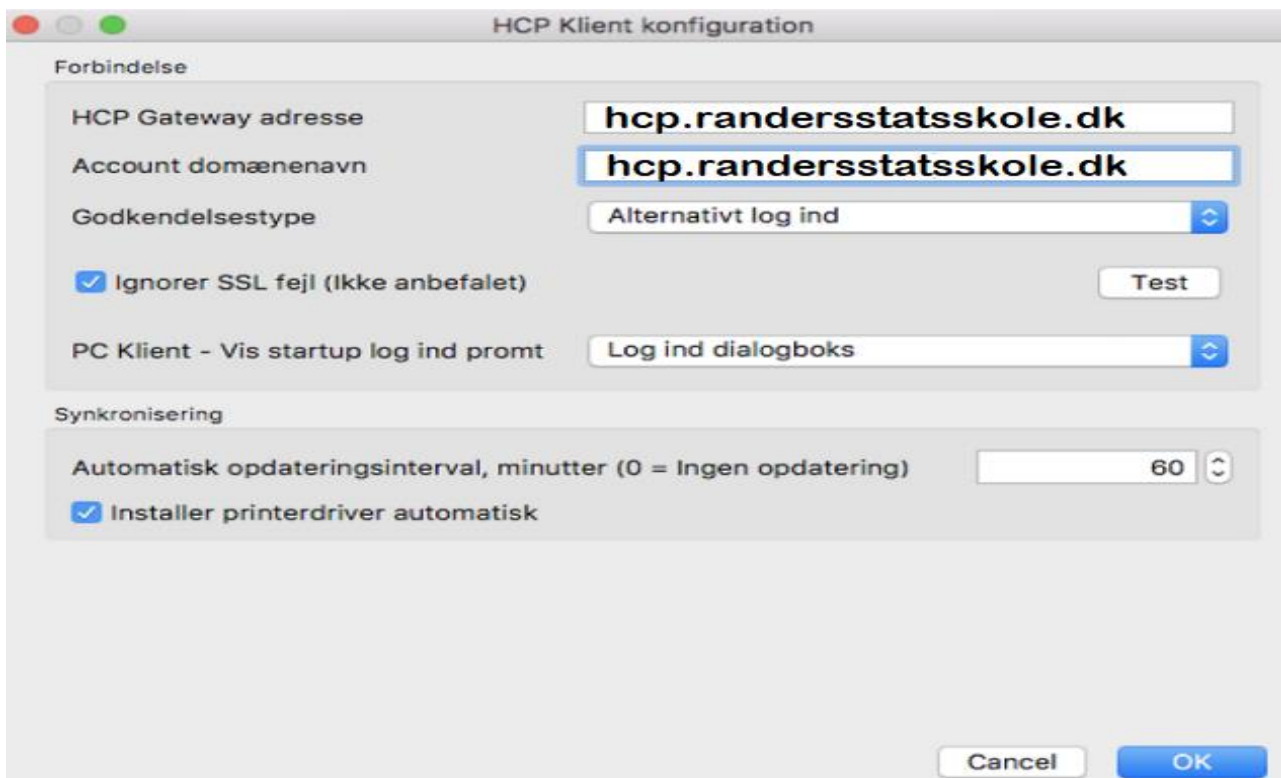 HCP Klient konfiguration
Forbindelse
HCP Gateway adresse hcp.randersstatsskole.dk
Account domænenavn hcp.randersstatsskole.dk
Godkendelsestype Alternativt log ind
Ignorer SSL fejl (Ikke anbefalet) Test
PC Klient - Vis startup log ind promt Log ind dialogboks
Synkronisering
Automatisk opdateringsinterval, minutter (0 = Ingen opdatering) 60
Installer printerdriver automatisk
Cancel OK